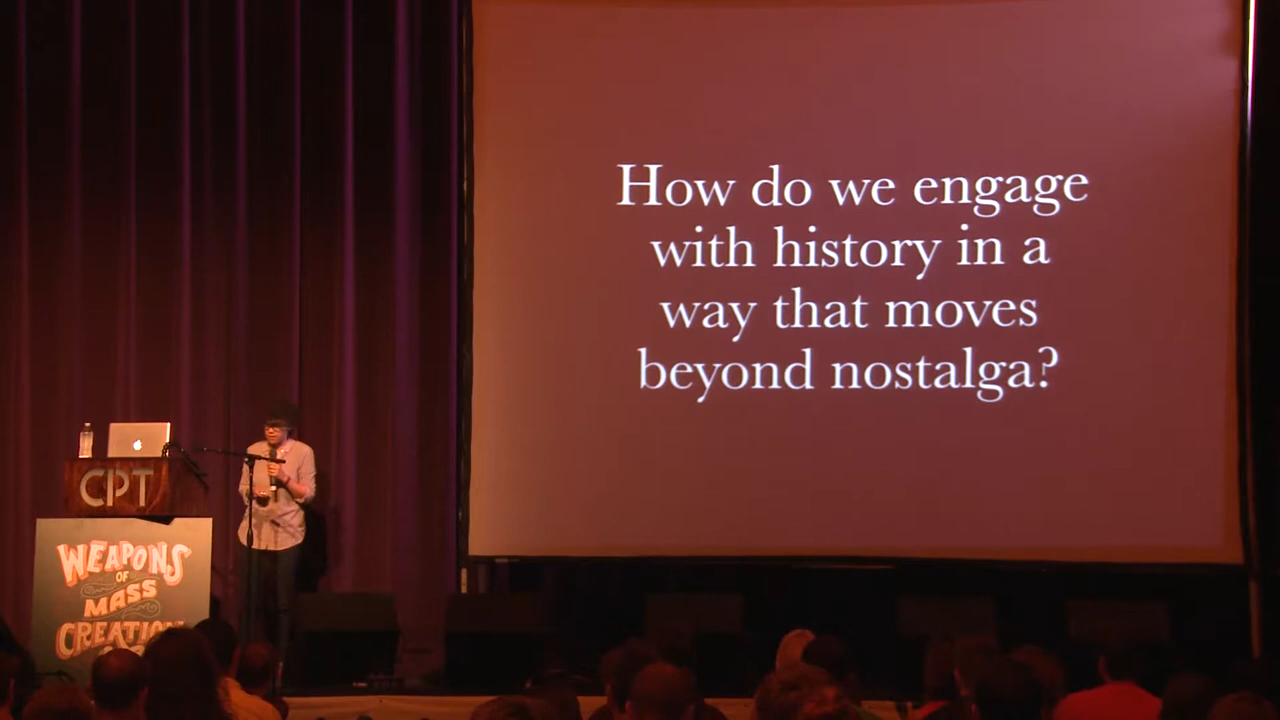 How do we engage
with history in a
way that moves
beyond nostalga?
CPT
WEAPONS
OF
MASS
CREATION